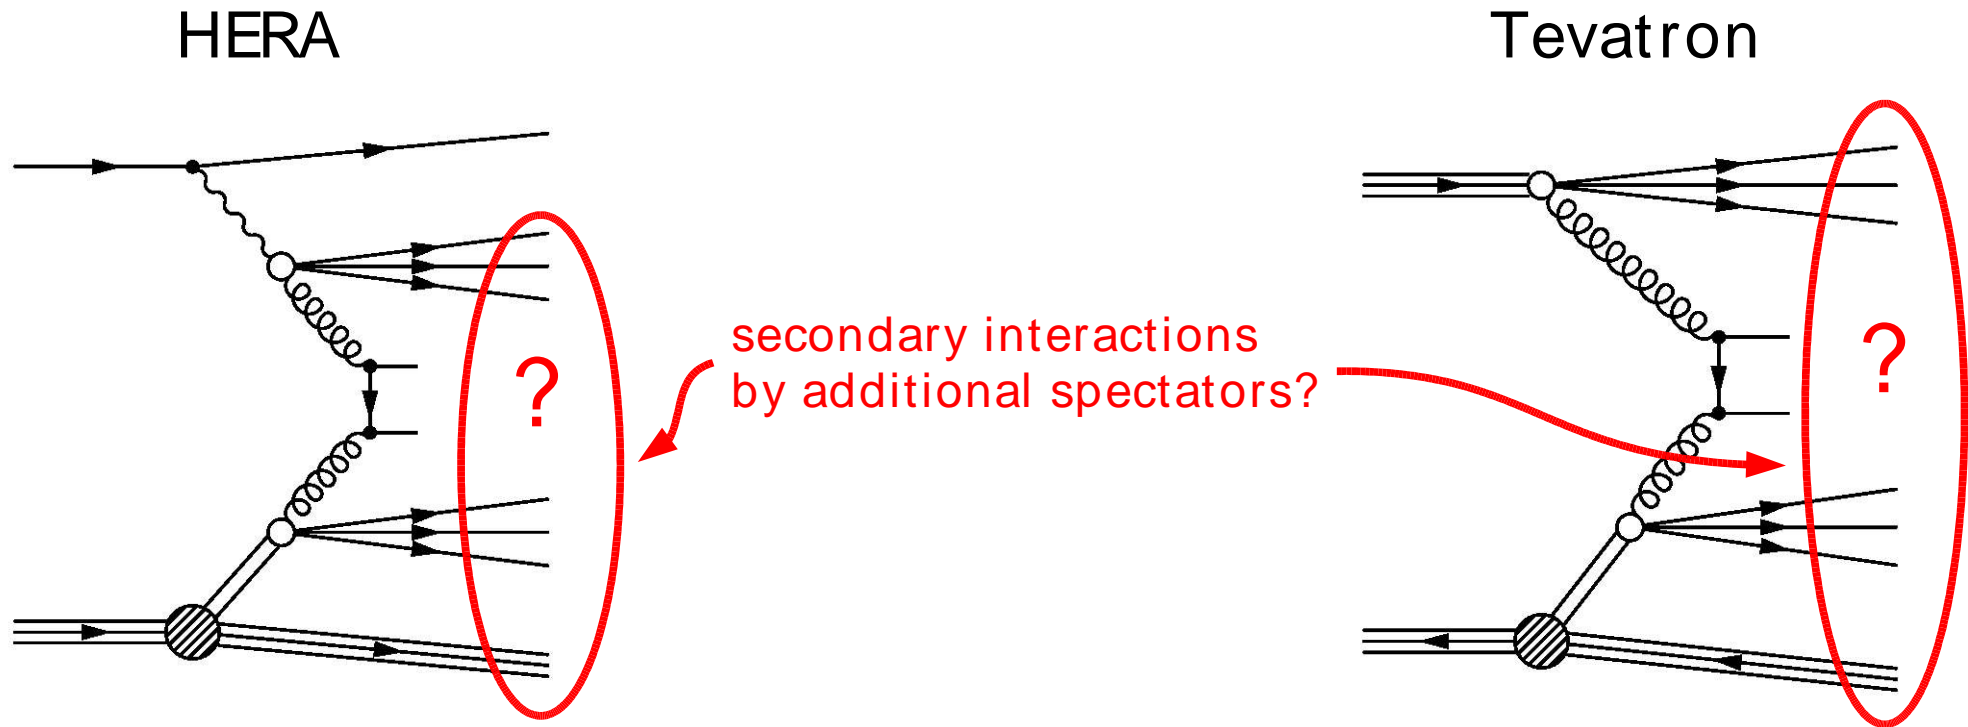 HERA
Tevatron
secondary interactions
by additional spectators?
?
?